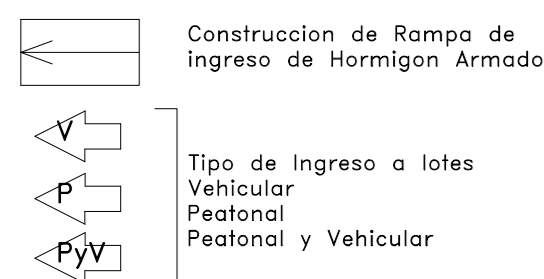 Construccion de Rampa de
ingreso de Hormigon Armado
V
P
PyV
Tipo de Ingreso a lotes
Vehicular
Peatonal
Peatonal y Vehicular